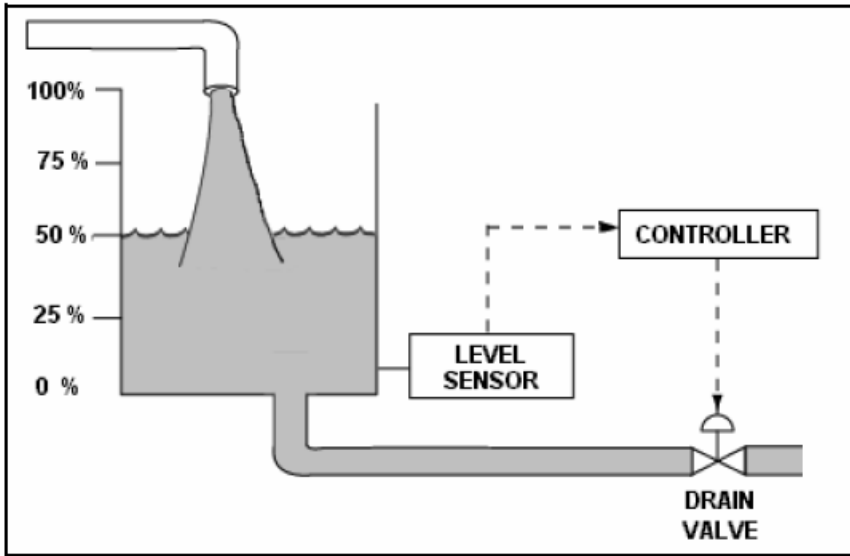 100%
75 %
50 %
25 %
0 %
LEVEL
SENSOR
CONTROLLER
DRAIN
VALVE